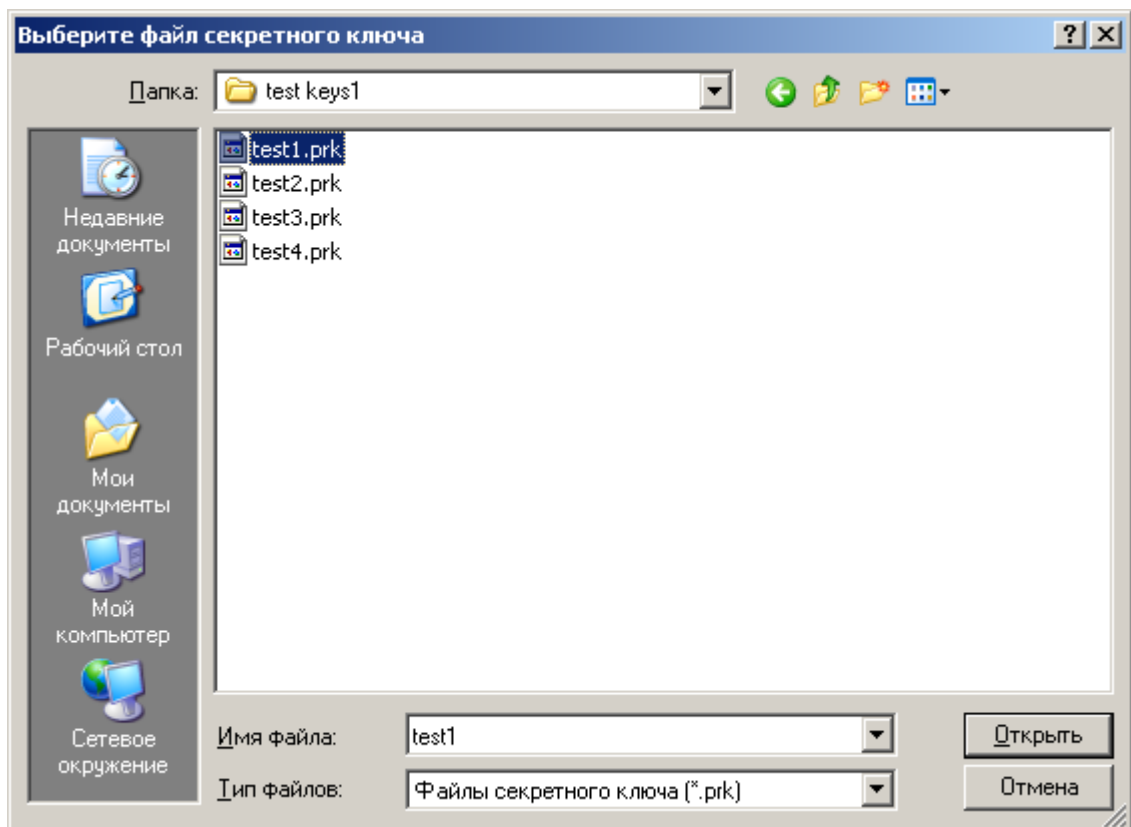 Выберите файл секретного ключа
Папка: test keys1
test1.prk
test2.prk
test3.prk
test4.prk
Недавние
документы
Рабочий стол
Мои
документы
Мой
компьютер
Сетевое
окружение
Имя файла: test1 Открыть
Тип файлов: Файлы секретного ключа (*.prk) Отмена